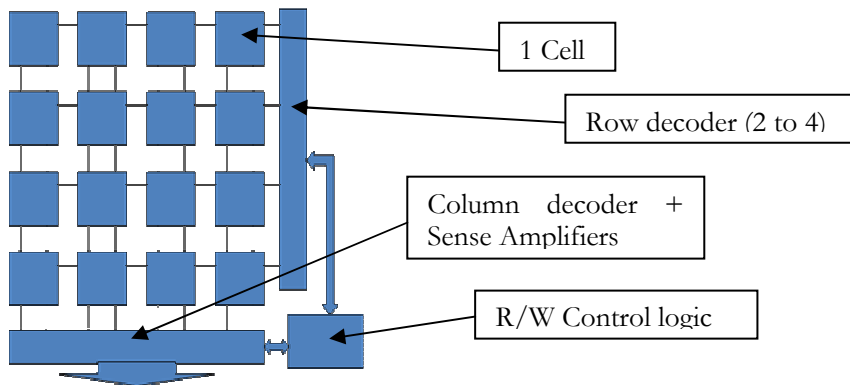 1 Cell
Row decoder (2 to 4)
Column decoder +
Sense Amplifiers
R/W Control logic